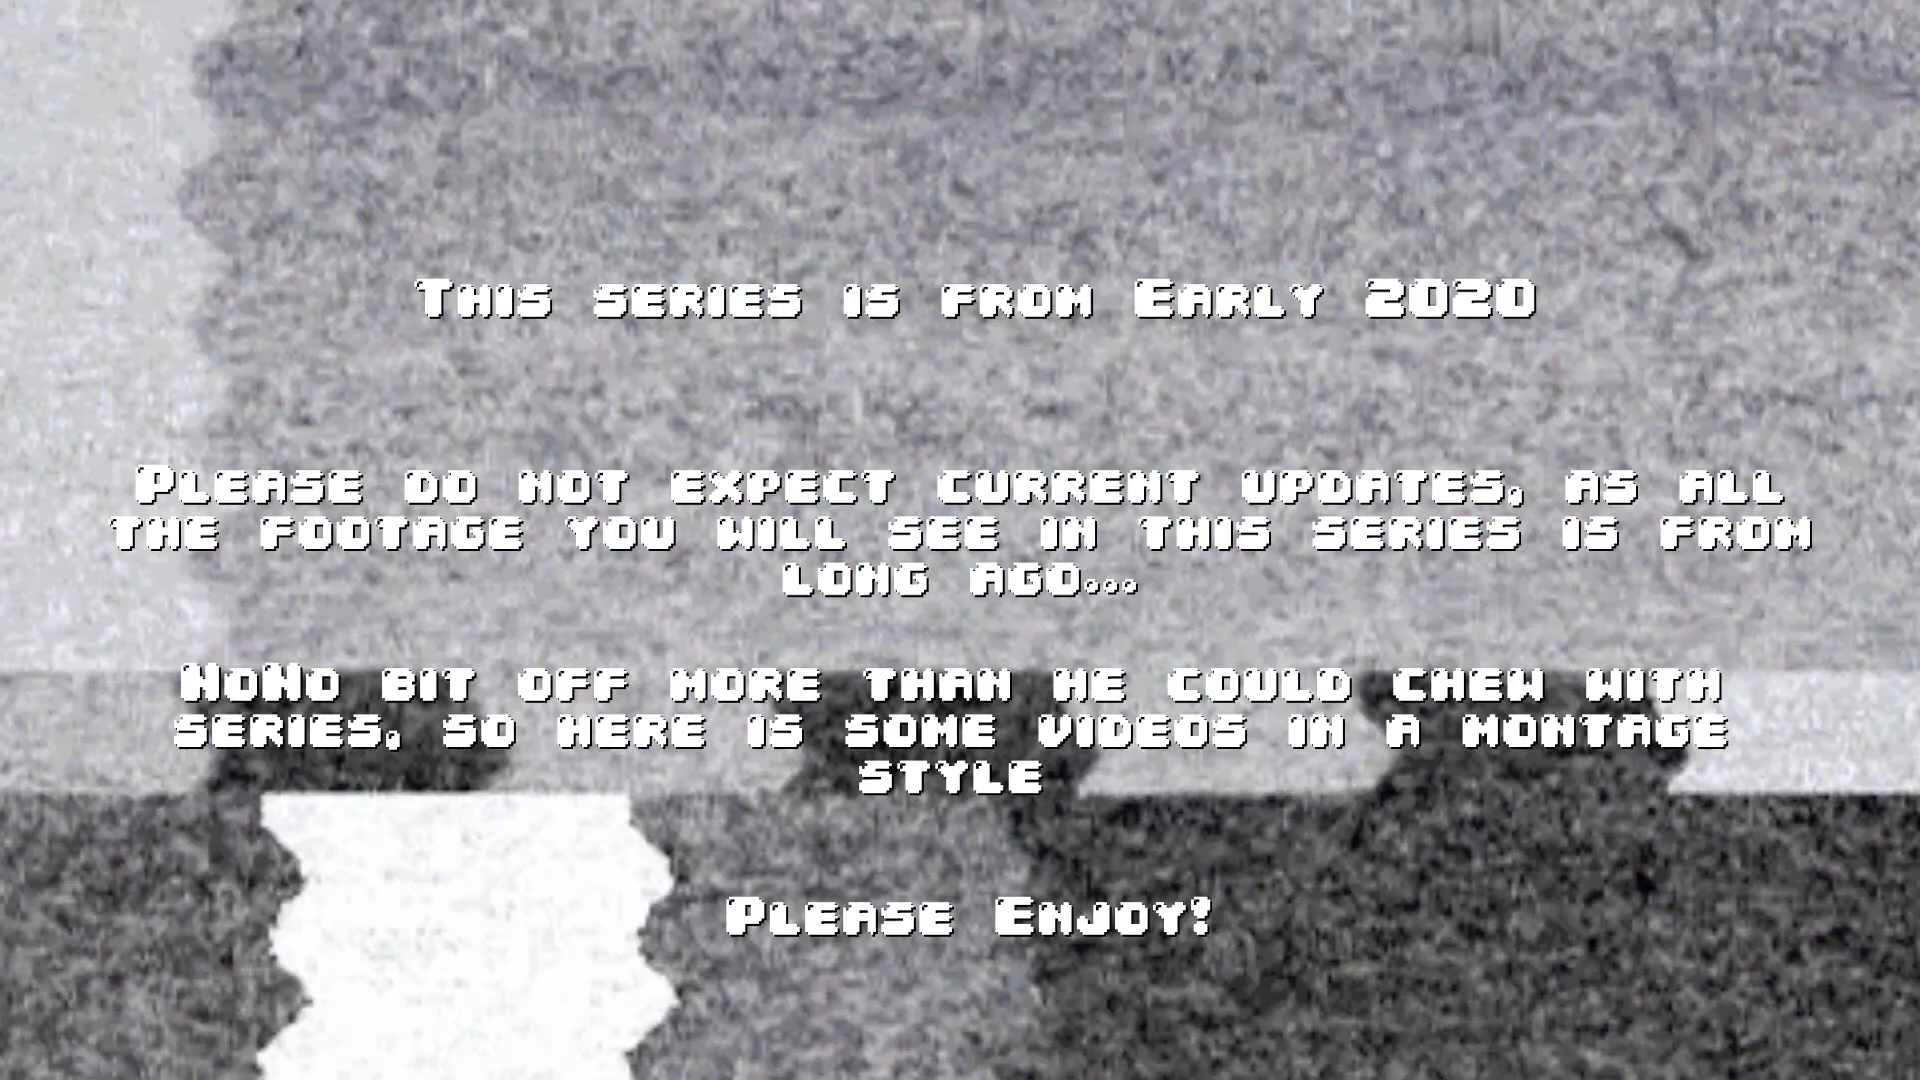 This series is from Early 2020
Please do not expect current updates, as all
the footage you will see in this series is from
long ago...
NoNo bit off more than he could chew with
series, so here is some videos in a montage
style
Please Enjoy!